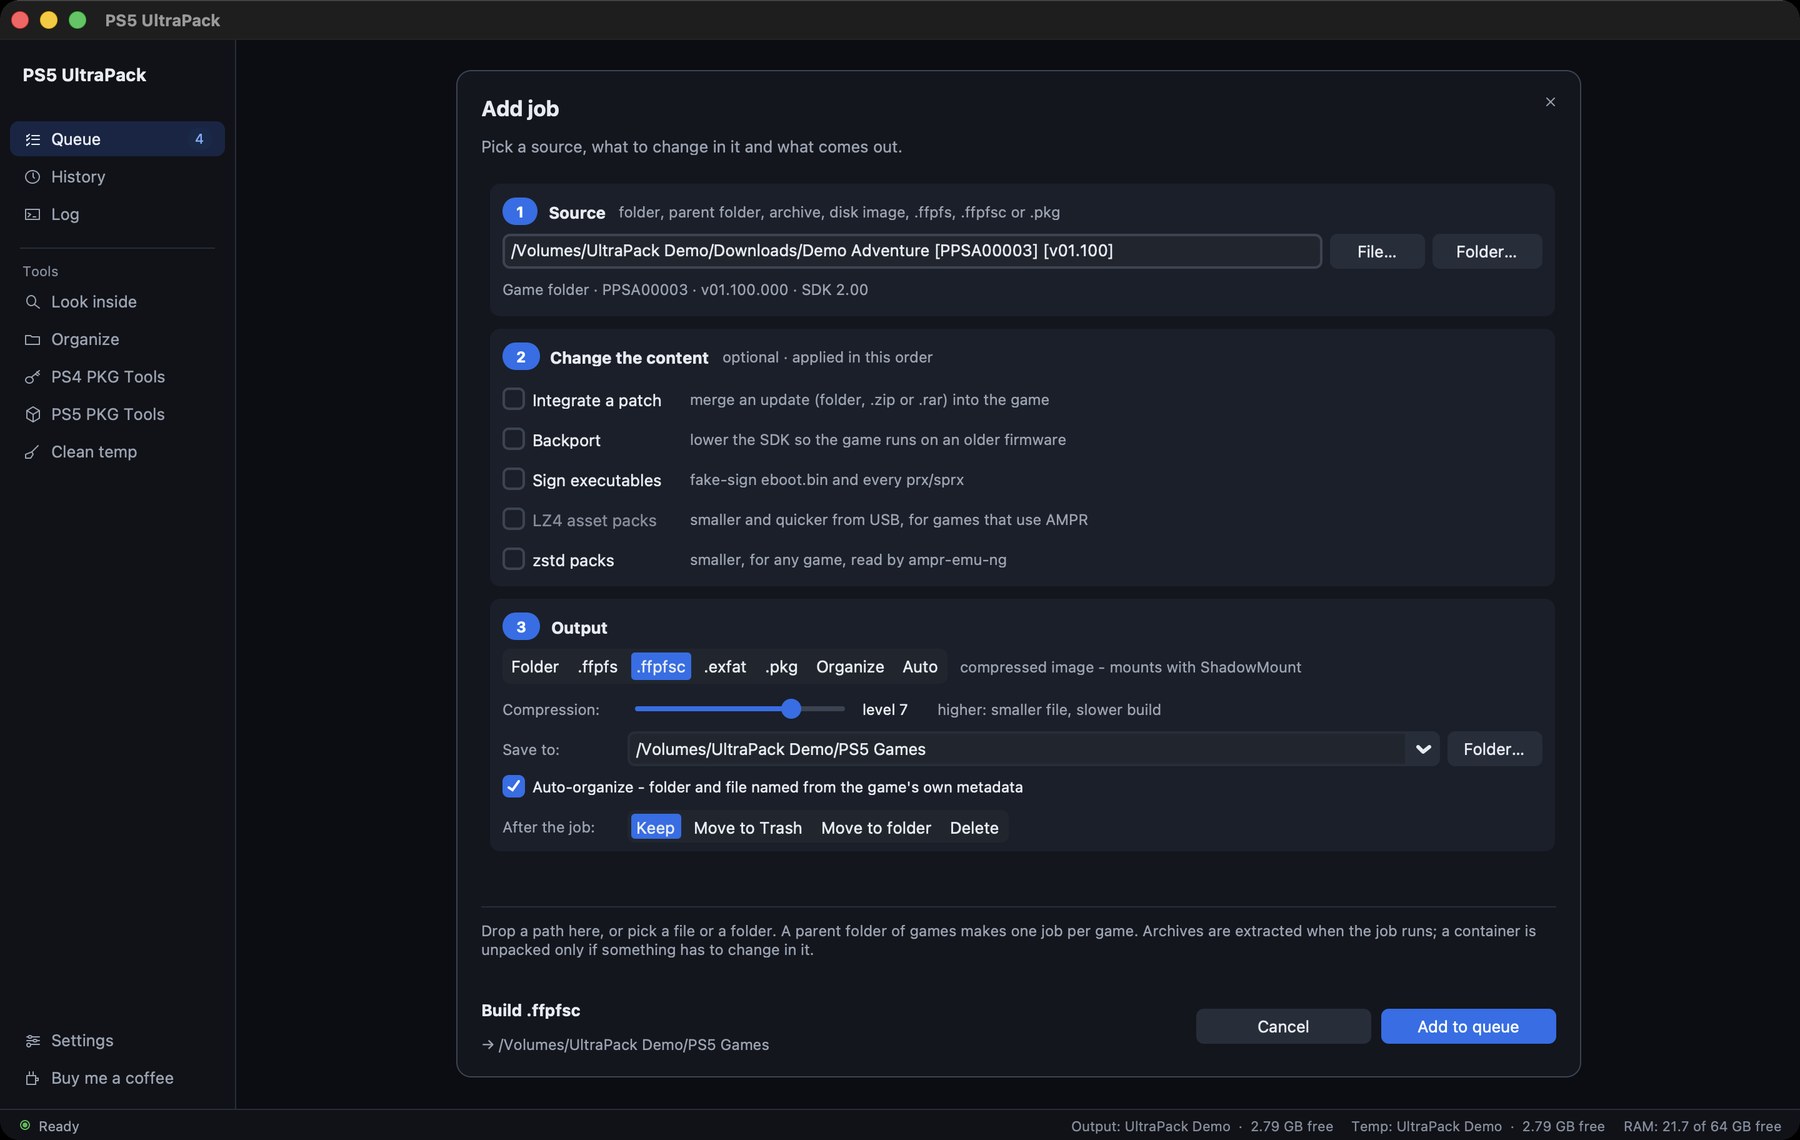 PS5 UltraPack
PS5 UltraPack
Queue 4
History
Log
Tools
Look inside
Organize
PS4 PKG Tools
PS5 PKG Tools
Clean temp
Settings
Buy me a coffee
Add job
Pick a source, what to change in it and what comes out.
1 Source folder, parent folder, archive, disk image, .ffpfs, .ffpfsc or .pkg
/Volumes/UltraPack Demo/Downloads/Demo Adventure [PPSA00003] [v01.100] File... Folder...
Game folder · PPSA00003 · v01.100.000 · SDK 2.00
2 Change the content optional · applied in this order
Integrate a patch merge an update (folder, .zip or .rar) into the game
Backport lower the SDK so the game runs on an older firmware
Sign executables fake-sign eboot.bin and every prx/sprx
LZ4 asset packs smaller and quicker from USB, for games that use AMPR
zstd packs smaller, for any game, read by ampr-emu-ng
3 Output
Folder .ffpfs .ffpfsc .exfat .pkg Organize Auto compressed image - mounts with ShadowMount
Compression: level 7 higher: smaller file, slower build
Save to: /Volumes/UltraPack Demo/PS5 Games Folder...
Auto-organize - folder and file named from the game's own metadata
After the job: Keep Move to Trash Move to folder Delete
Drop a path here, or pick a file or a folder. A parent folder of games makes one job per game. Archives are extracted when the job runs; a container is
unpacked only if something has to change in it.
Build .ffpfsc
→ /Volumes/UltraPack Demo/PS5 Games
Cancel Add to queue
Ready Output: UltraPack Demo · 2.79 GB free Temp: UltraPack Demo · 2.79 GB free RAM: 21.7 of 64 GB free